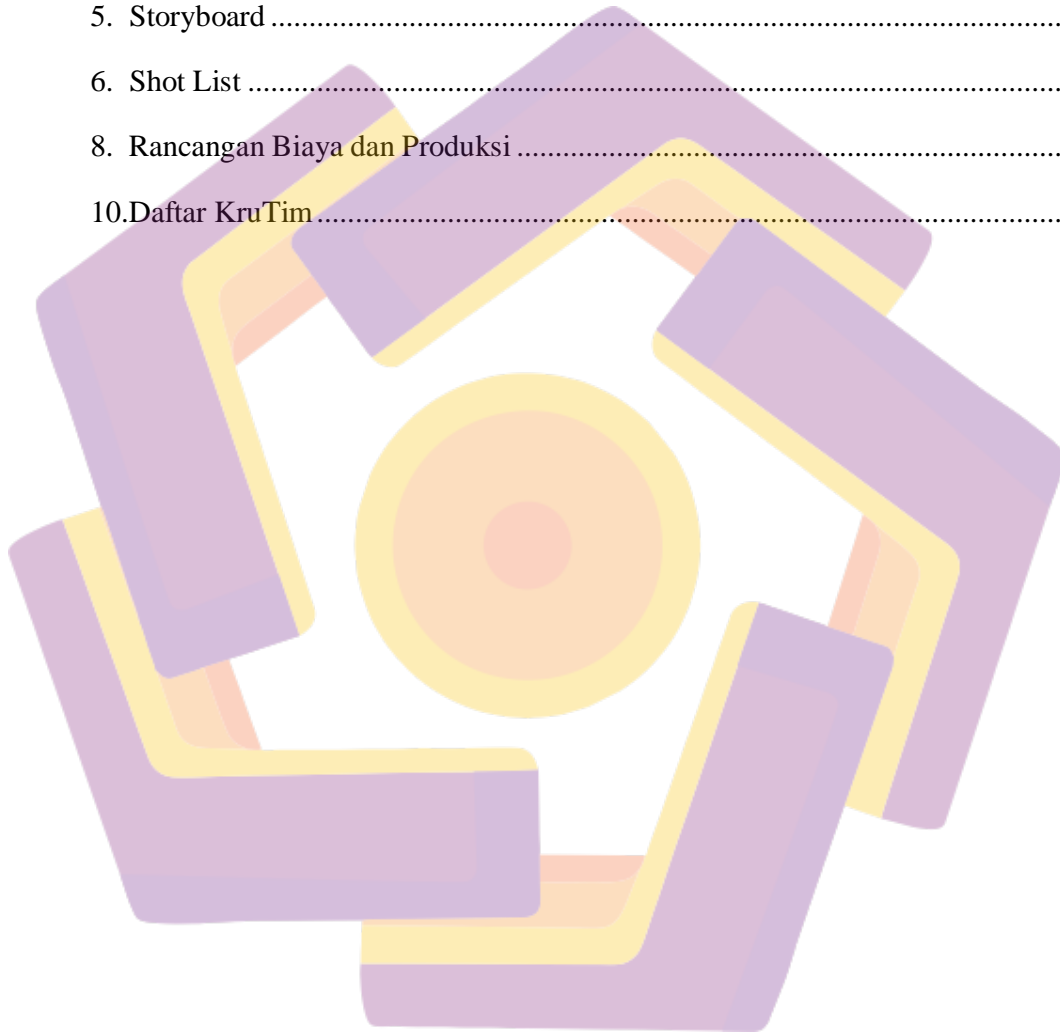 5. Storyboard ....................................................................................................
6. Shot List .......................................................................................................
8. Rancangan Biaya dan Produksi .....................................................................
10.Daftar KruTim...............................................................................................